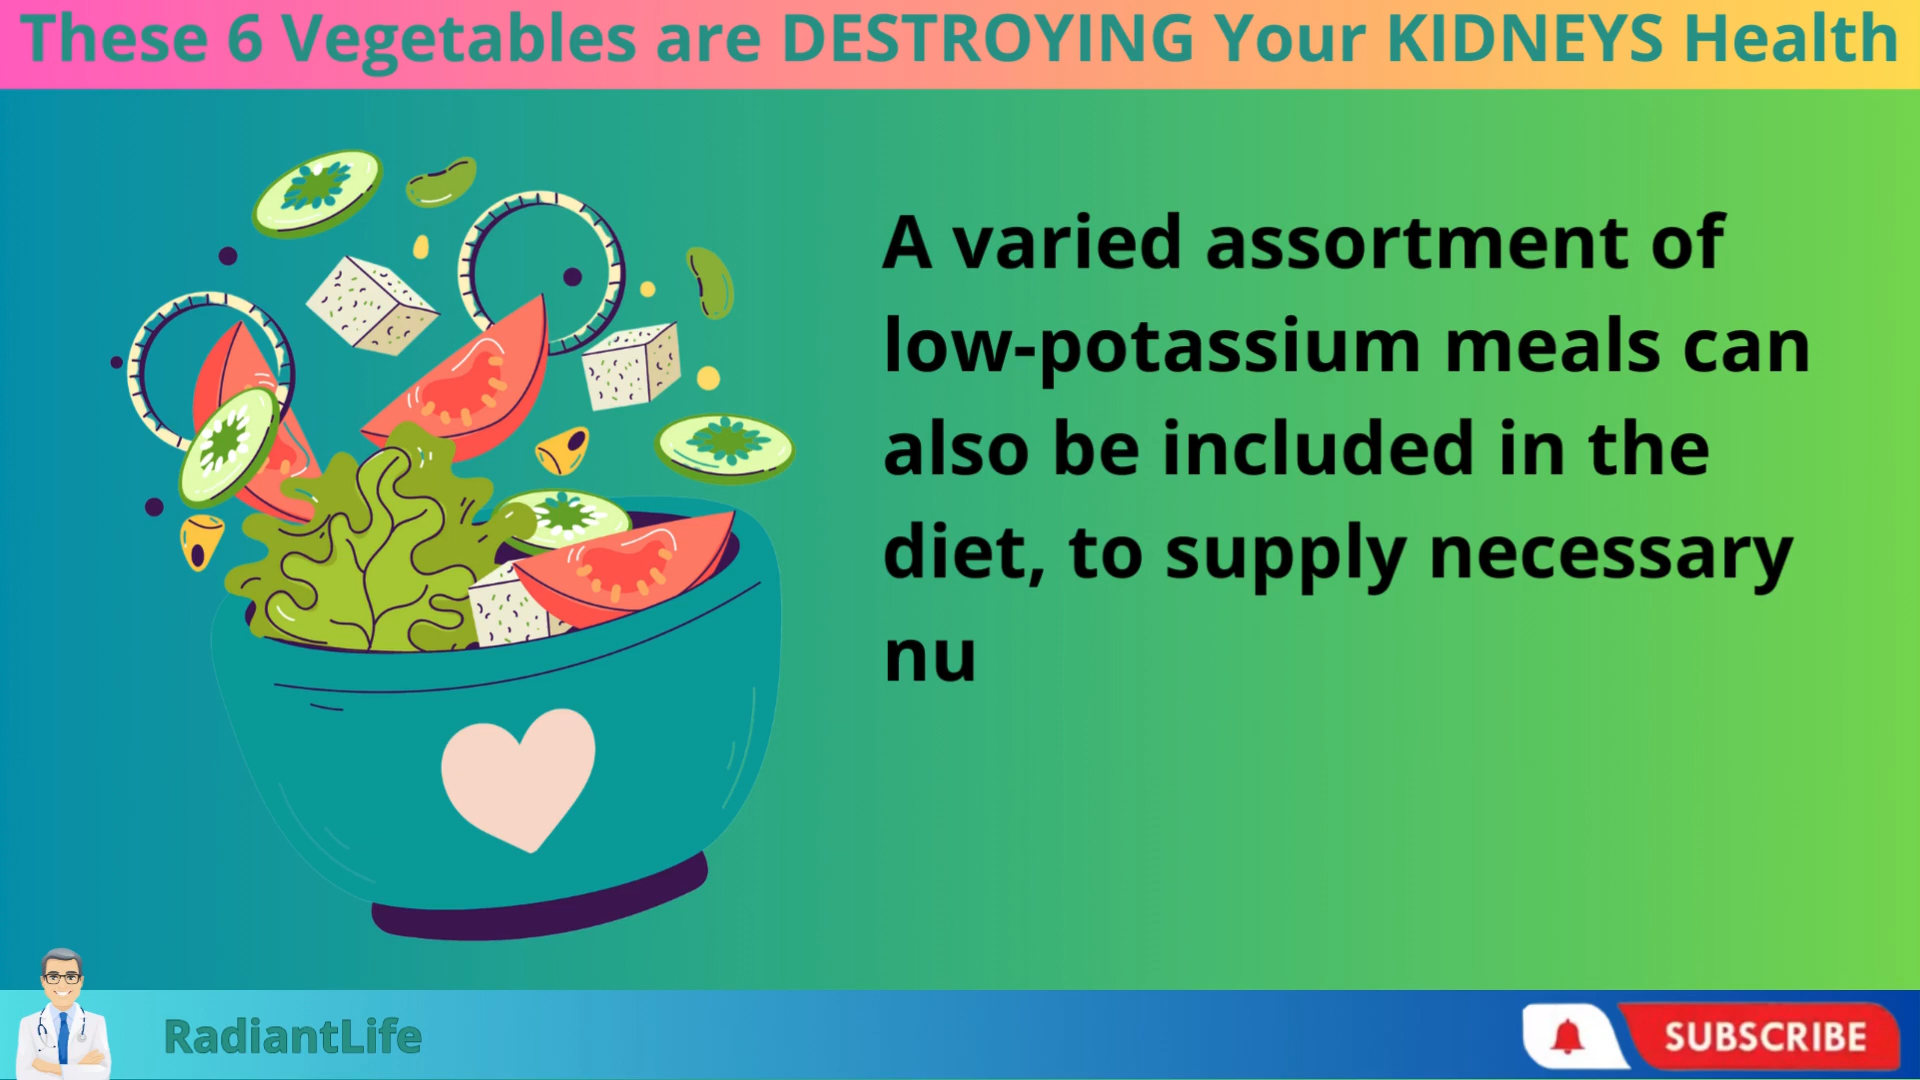 These 6 Vegetables are DESTROYING Your KIDNEYS Health
A varied assortment of
low-potassium meals can
also be included in the
diet, to supply necessary
nu
RadiantLife
SUBSCRIBE